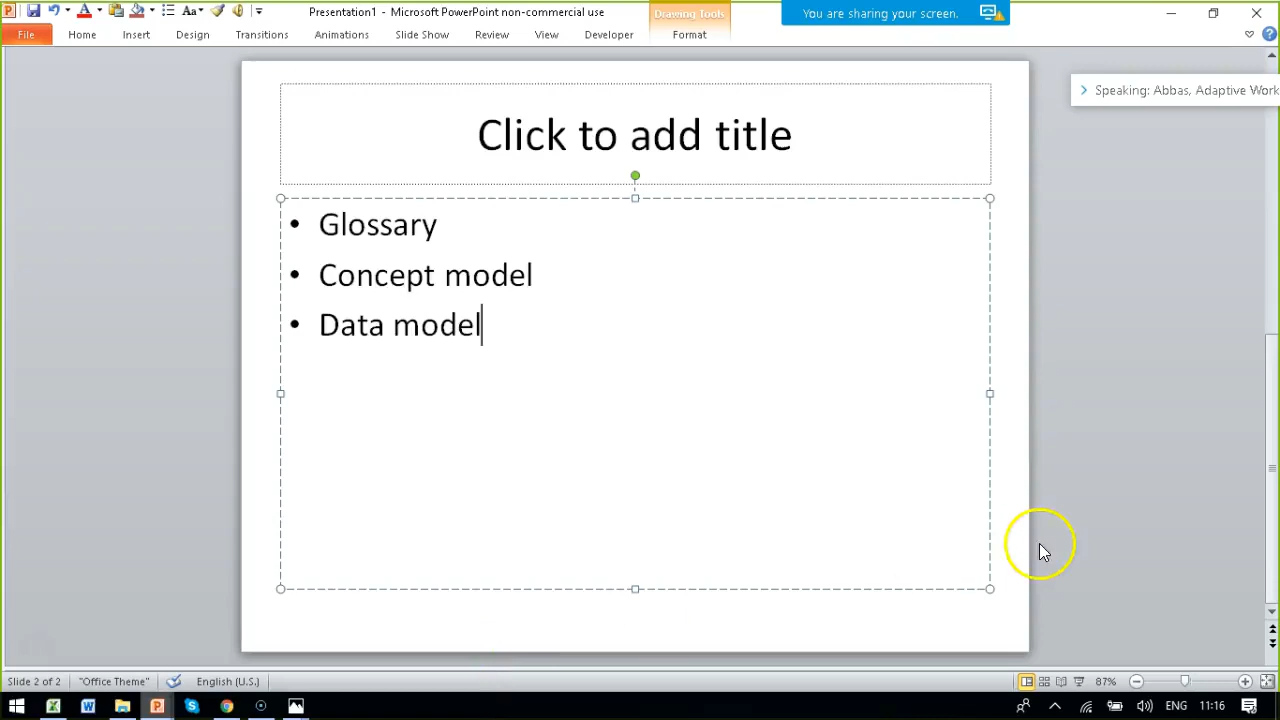 Presentation1 - Microsoft PowerPoint non-commercial use
Drawing Tools
You are sharing your screen.
File Home Insert Design Transitions Animations Slide Show Review View Developer Format
Speaking: Abbas, Adaptive Work
Click to add title
• Glossary
• Concept model
• Data model
Slide 2 of 2 "Office Theme" English (U.S.) 87%
ENG 11:16